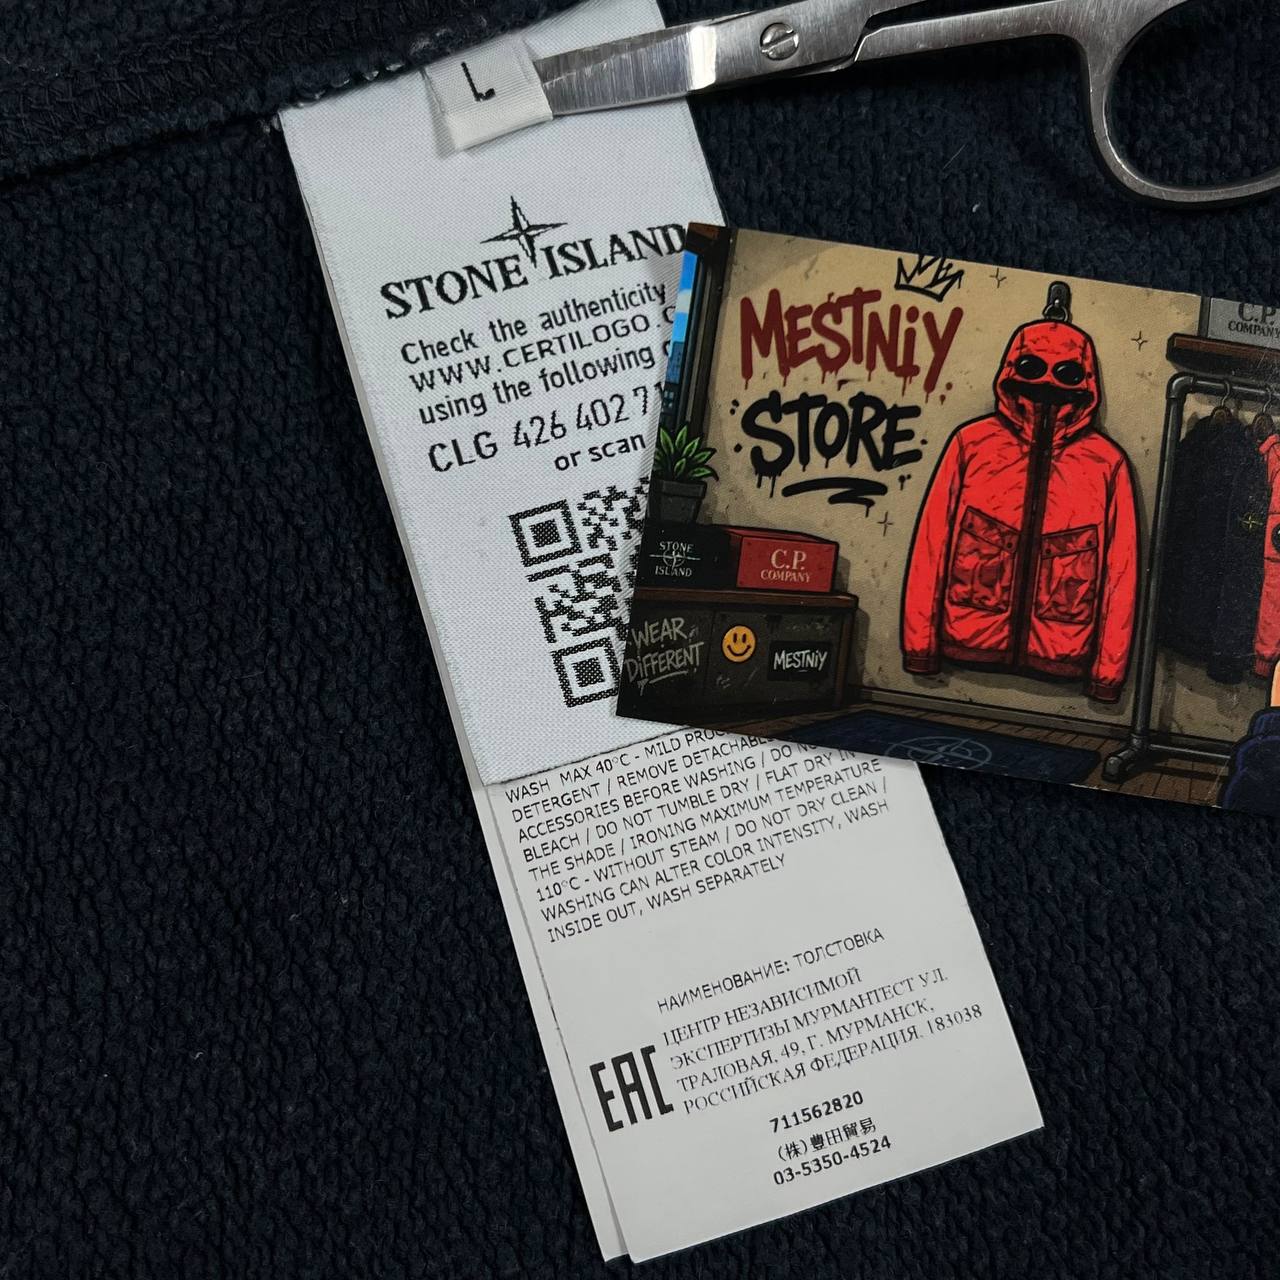 L
STONE ISLAND
Check the authenticity
WWW.CERTILOGO.C
using the following
CLG 426 402 71
or scan
WASH MAX 40°C - MILD
DETERGENT / REMOVE DETACHABLE
ACCESSORIES BEFORE WASHING / DO
BLEACH / DO NOT TUMBLE DRY / FLAT DRY IN
THE SHADE / IRONING MAXIMUM TEMPERATURE
110°C - WITHOUT STEAM / DO NOT DRY CLEAN /
WASHING CAN ALTER COLOR INTENSITY, WASH
INSIDE OUT, WASH SEPARATELY
НАИМЕНОВАНИЕ: ТОЛСТОВКА
ЦЕНТР НЕЗАВИСИМОЙ
ЭКСПЕРТИЗЫ МУРМАНТЕСТ УЛ.
ТРАЛОВАЯ, 49, Г. МУРМАНСК,
РОССИЙСКАЯ ФЕДЕРАЦИЯ. 183038
EAC
711562820
(株)豊田貿易
03-5350-4524
MESTNiY
STORE
C.P.
COMPANY
STONE
ISLAND
C.P.
COMPANY
WEAR
DiFFERENT
MESTNiY